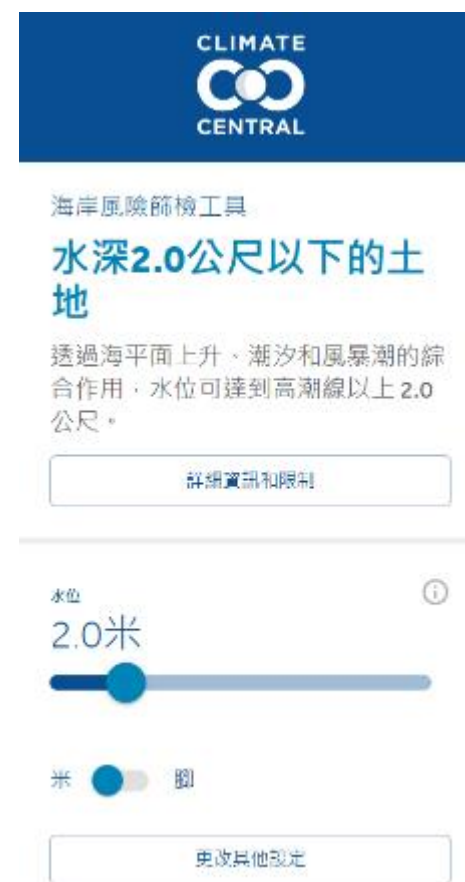 CLIMATE
CENTRAL
海岸風險篩檢工具
水深2.0公尺以下的土
地
透過海平面上升、潮汐和風暴潮的綜
合作用，水位可達到高潮線以上 2.0
公尺。
詳細資訊和限制
水位
2.0米
米 腳
更改其他設定